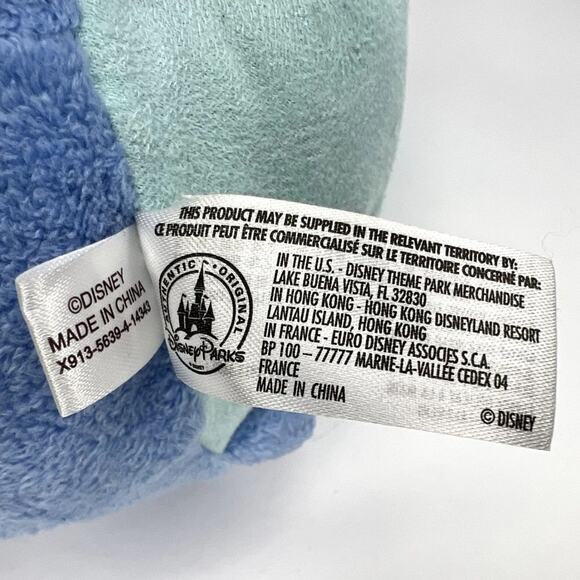 ©DISNEY
MADE IN CHINA
X913-5639-4-14343
AUTHENTIC · ORIGINAL
Disney Parks
© DISNEY
THIS PRODUCT MAY BE SUPPLIED IN THE RELEVANT TERRITORY BY:
CE PRODUIT PEUT ÊTRE COMMERCIALISÉ SUR LE TERRITOIRE CONCERNÉ PAR:
IN THE U.S. - DISNEY THEME PARK MERCHANDISE
LAKE BUENA VISTA, FL 32830
IN HONG KONG - HONG KONG DISNEYLAND RESORT
LANTAU ISLAND, HONG KONG
IN FRANCE - EURO DISNEY ASSOCIES S.C.A.
BP 100 – 77777 MARNE-LA-VALLÉE CEDEX 04
FRANCE
MADE IN CHINA
© DISNEY